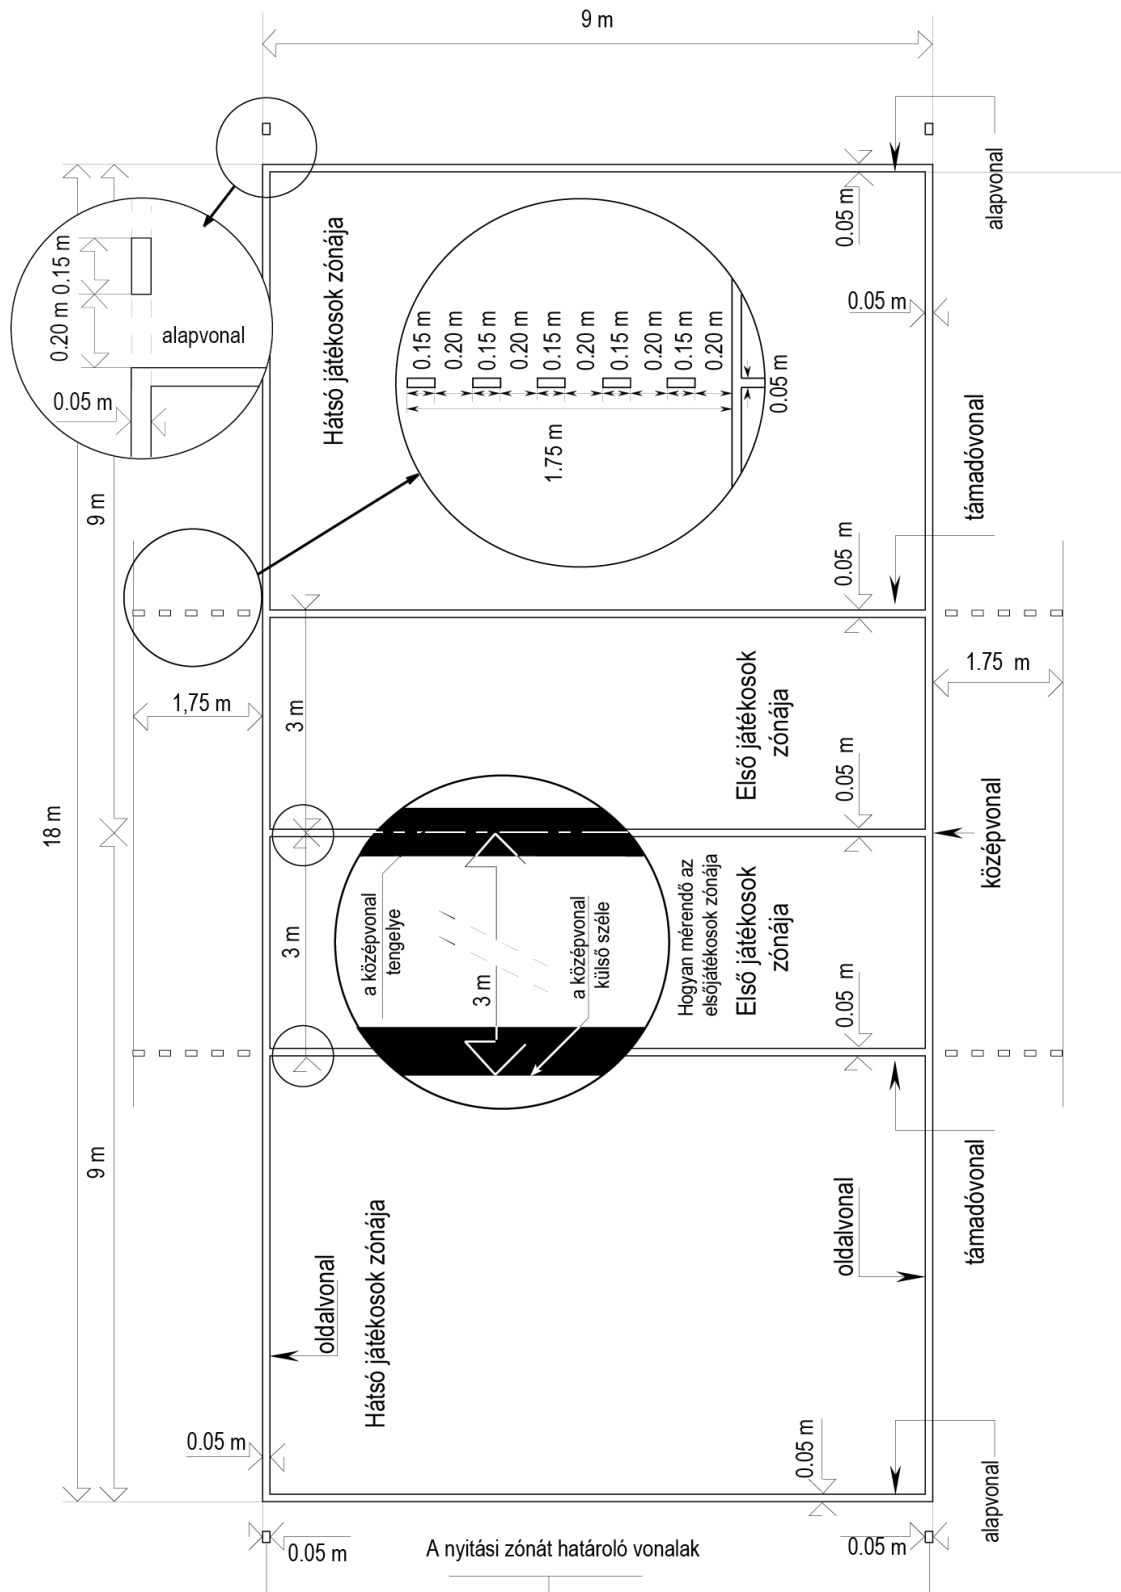 9 m
alapvonal
0.05 m
0.15 m
0.20 m
alapvonal
0.05 m
Hátsó játékosok zónája
0.15 m
0.20 m
0.15 m
0.20 m
0.15 m
0.20 m
0.15 m
0.20 m
0.15 m
0.20 m
0.05 m
1.75 m
0.05 m
támadóvonal
9 m
0.05 m
1,75 m
3 m
Első játékosok
zónája
0.05 m
1.75 m
18 m
középvonal
3 m
a középvonal
tengelye
3 m
a középvonal
külső széle
Hogyan mérendő az
elsőjátékosok zónája
Első játékosok
zónája
0.05 m
9 m
oldalvonal
Hátsó játékosok zónája
oldalvonal
támadóvonal
0.05 m
0.05 m
alapvonal
0.05 m
A nyitási zónát határoló vonalak
0.05 m